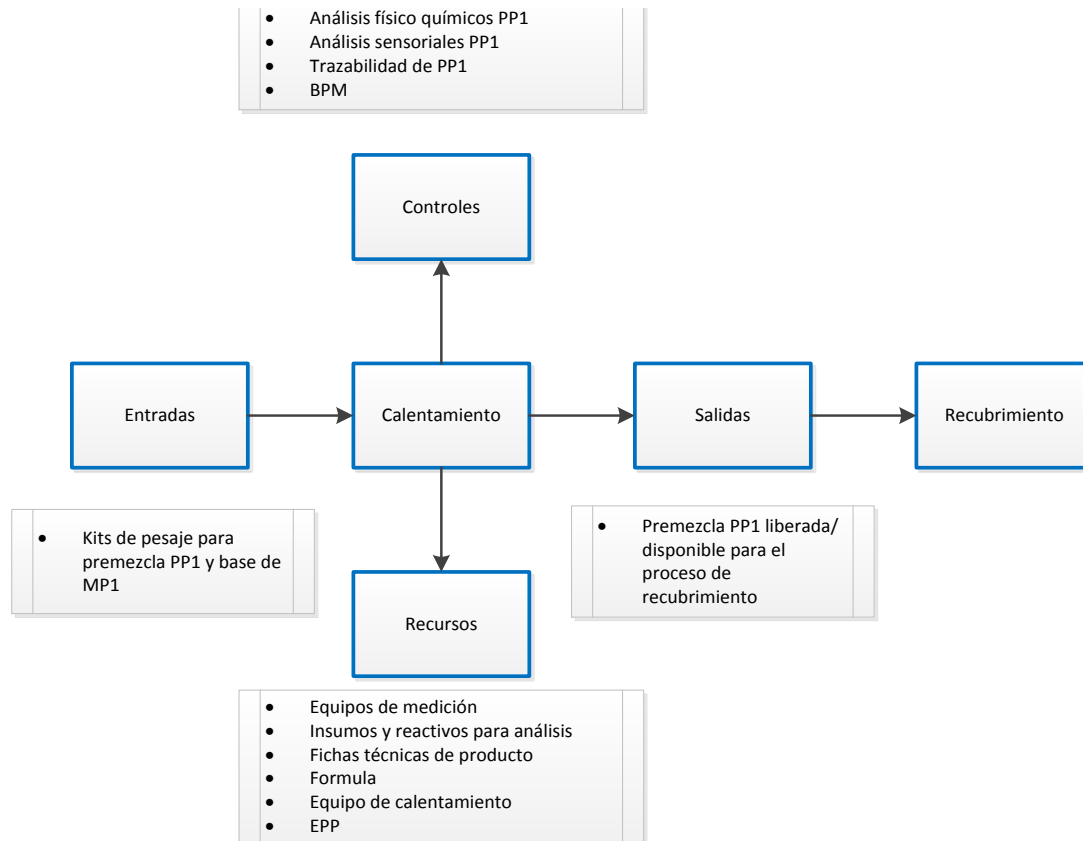 • Análisis físico químicos PP1
• Análisis sensoriales PP1
• Trazabilidad de PP1
• BPM
Controles
Entradas
Calentamiento
Salidas
Recubrimiento
• Kits de pesaje para
premezcla PP1 y base de
MP1
• Premezcla PP1 liberada/
disponible para el
proceso de
recubrimiento
Recursos
• Equipos de medición
• Insumos y reactivos para análisis
• Fichas técnicas de producto
• Formula
• Equipo de calentamiento
• EPP